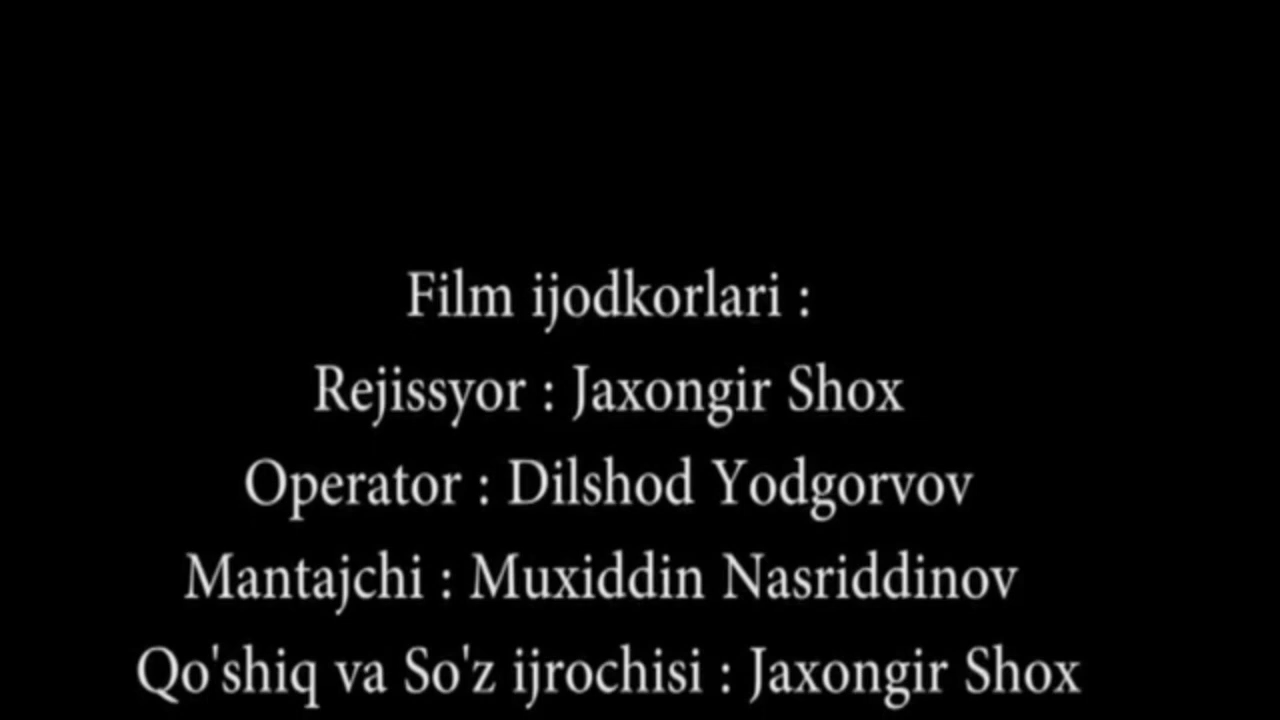 Film ijodkorlari :
Rejissyor : Jaxongir Shox
Operator : Dilshod Yodgorvov
Mantajchi : Muxiddin Nasriddinov
Qo'shiq va So'z ijrochisi : Jaxongir Shox